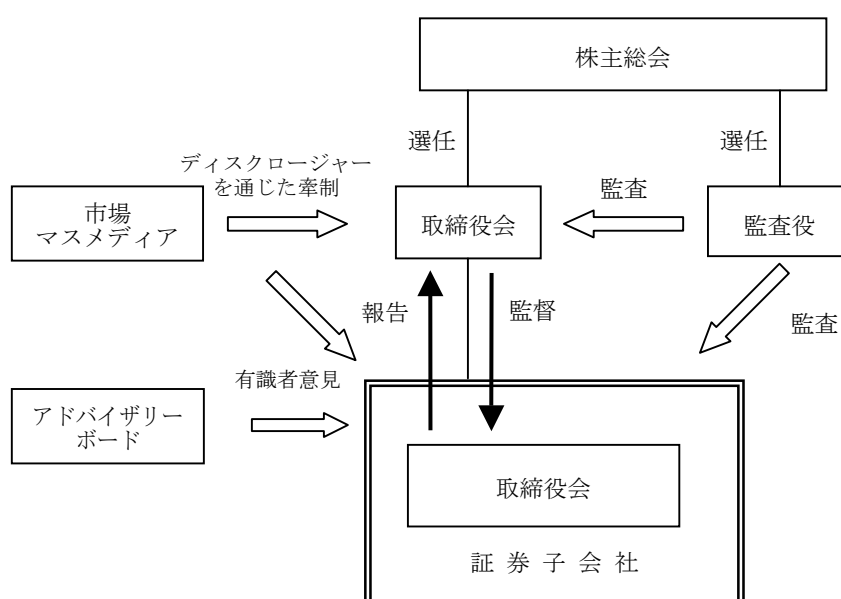 株主総会
選任
選任
ディスクロージャー
を通じた牽制
監査
市場
マスメディア
取締役会
監査役
報告
監督
監査
有識者意見
アドバイザリー
ボード
取締役会
証 券 子 会 社